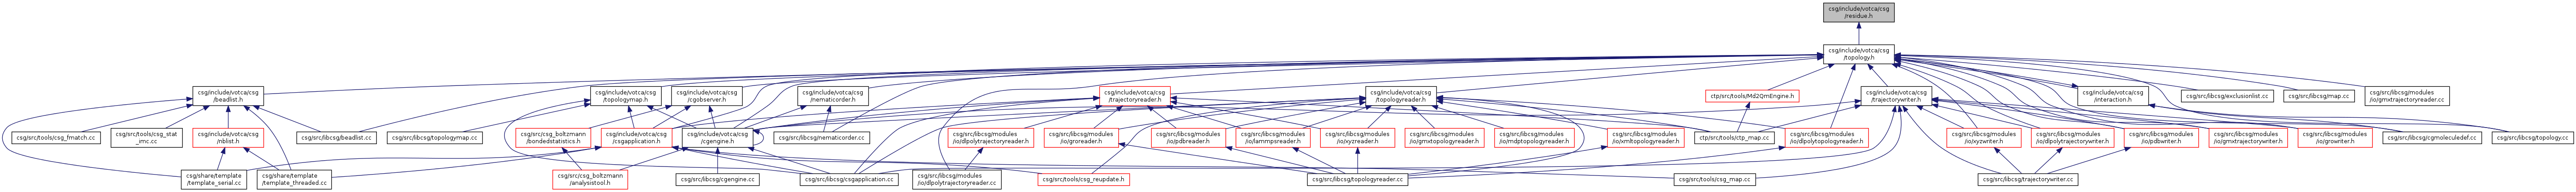 csg/include/votca/csg
/residue.h
csg/include/votca/csg
/topology.h
csg/include/votca/csg
/beadlist.h
csg/include/votca/csg
/topologymap.h
csg/include/votca/csg
/cgobserver.h
csg/include/votca/csg
/nematicorder.h
csg/include/votca/csg
/trajectoryreader.h
csg/include/votca/csg
/topologyreader.h
ctp/src/tools/Md2QmEngine.h
csg/include/votca/csg
/trajectorywriter.h
csg/include/votca/csg
/interaction.h
csg/src/libcsg/exclusionlist.cc
csg/src/libcsg/map.cc
csg/src/libcsg/modules
/io/gmxtrajectoryreader.cc
csg/src/tools/csg_fmatch.cc
csg/src/tools/csg_stat
_imc.cc
csg/include/votca/csg
/nblist.h
csg/src/libcsg/beadlist.cc
csg/src/libcsg/topologymap.cc
csg/src/csg_boltzmann
/bondedstatistics.h
csg/include/votca/csg
/csgapplication.h
csg/include/votca/csg
/cgengine.h
csg/src/libcsg/nematicorder.cc
csg/src/libcsg/modules
/io/dlpolytrajectoryreader.h
csg/src/libcsg/modules
/io/groreader.h
csg/src/libcsg/modules
/io/pdbreader.h
csg/src/libcsg/modules
/io/lammpsreader.h
csg/src/libcsg/modules
/io/xyzreader.h
csg/src/libcsg/modules
/io/gmxtopologyreader.h
csg/src/libcsg/modules
/io/mdptopologyreader.h
csg/src/libcsg/modules
/io/xmltopologyreader.h
ctp/src/tools/ctp_map.cc
csg/src/libcsg/modules
/io/dlpolytopologyreader.h
csg/src/libcsg/modules
/io/xyzwriter.h
csg/src/libcsg/modules
/io/dlpolytrajectorywriter.h
csg/src/libcsg/modules
/io/pdbwriter.h
csg/src/libcsg/modules
/io/gmxtrajectorywriter.h
csg/src/libcsg/modules
/io/growriter.h
csg/src/libcsg/cgmoleculedef.cc
csg/src/libcsg/topology.cc
csg/share/template
/template_serial.cc
csg/share/template
/template_threaded.cc
csg/src/csg_boltzmann
/analysistool.h
csg/src/libcsg/cgengine.cc
csg/src/libcsg/csgapplication.cc
csg/src/libcsg/modules
/io/dlpolytrajectoryreader.cc
csg/src/tools/csg_reupdate.h
csg/src/libcsg/topologyreader.cc
csg/src/tools/csg_map.cc
csg/src/libcsg/trajectorywriter.cc